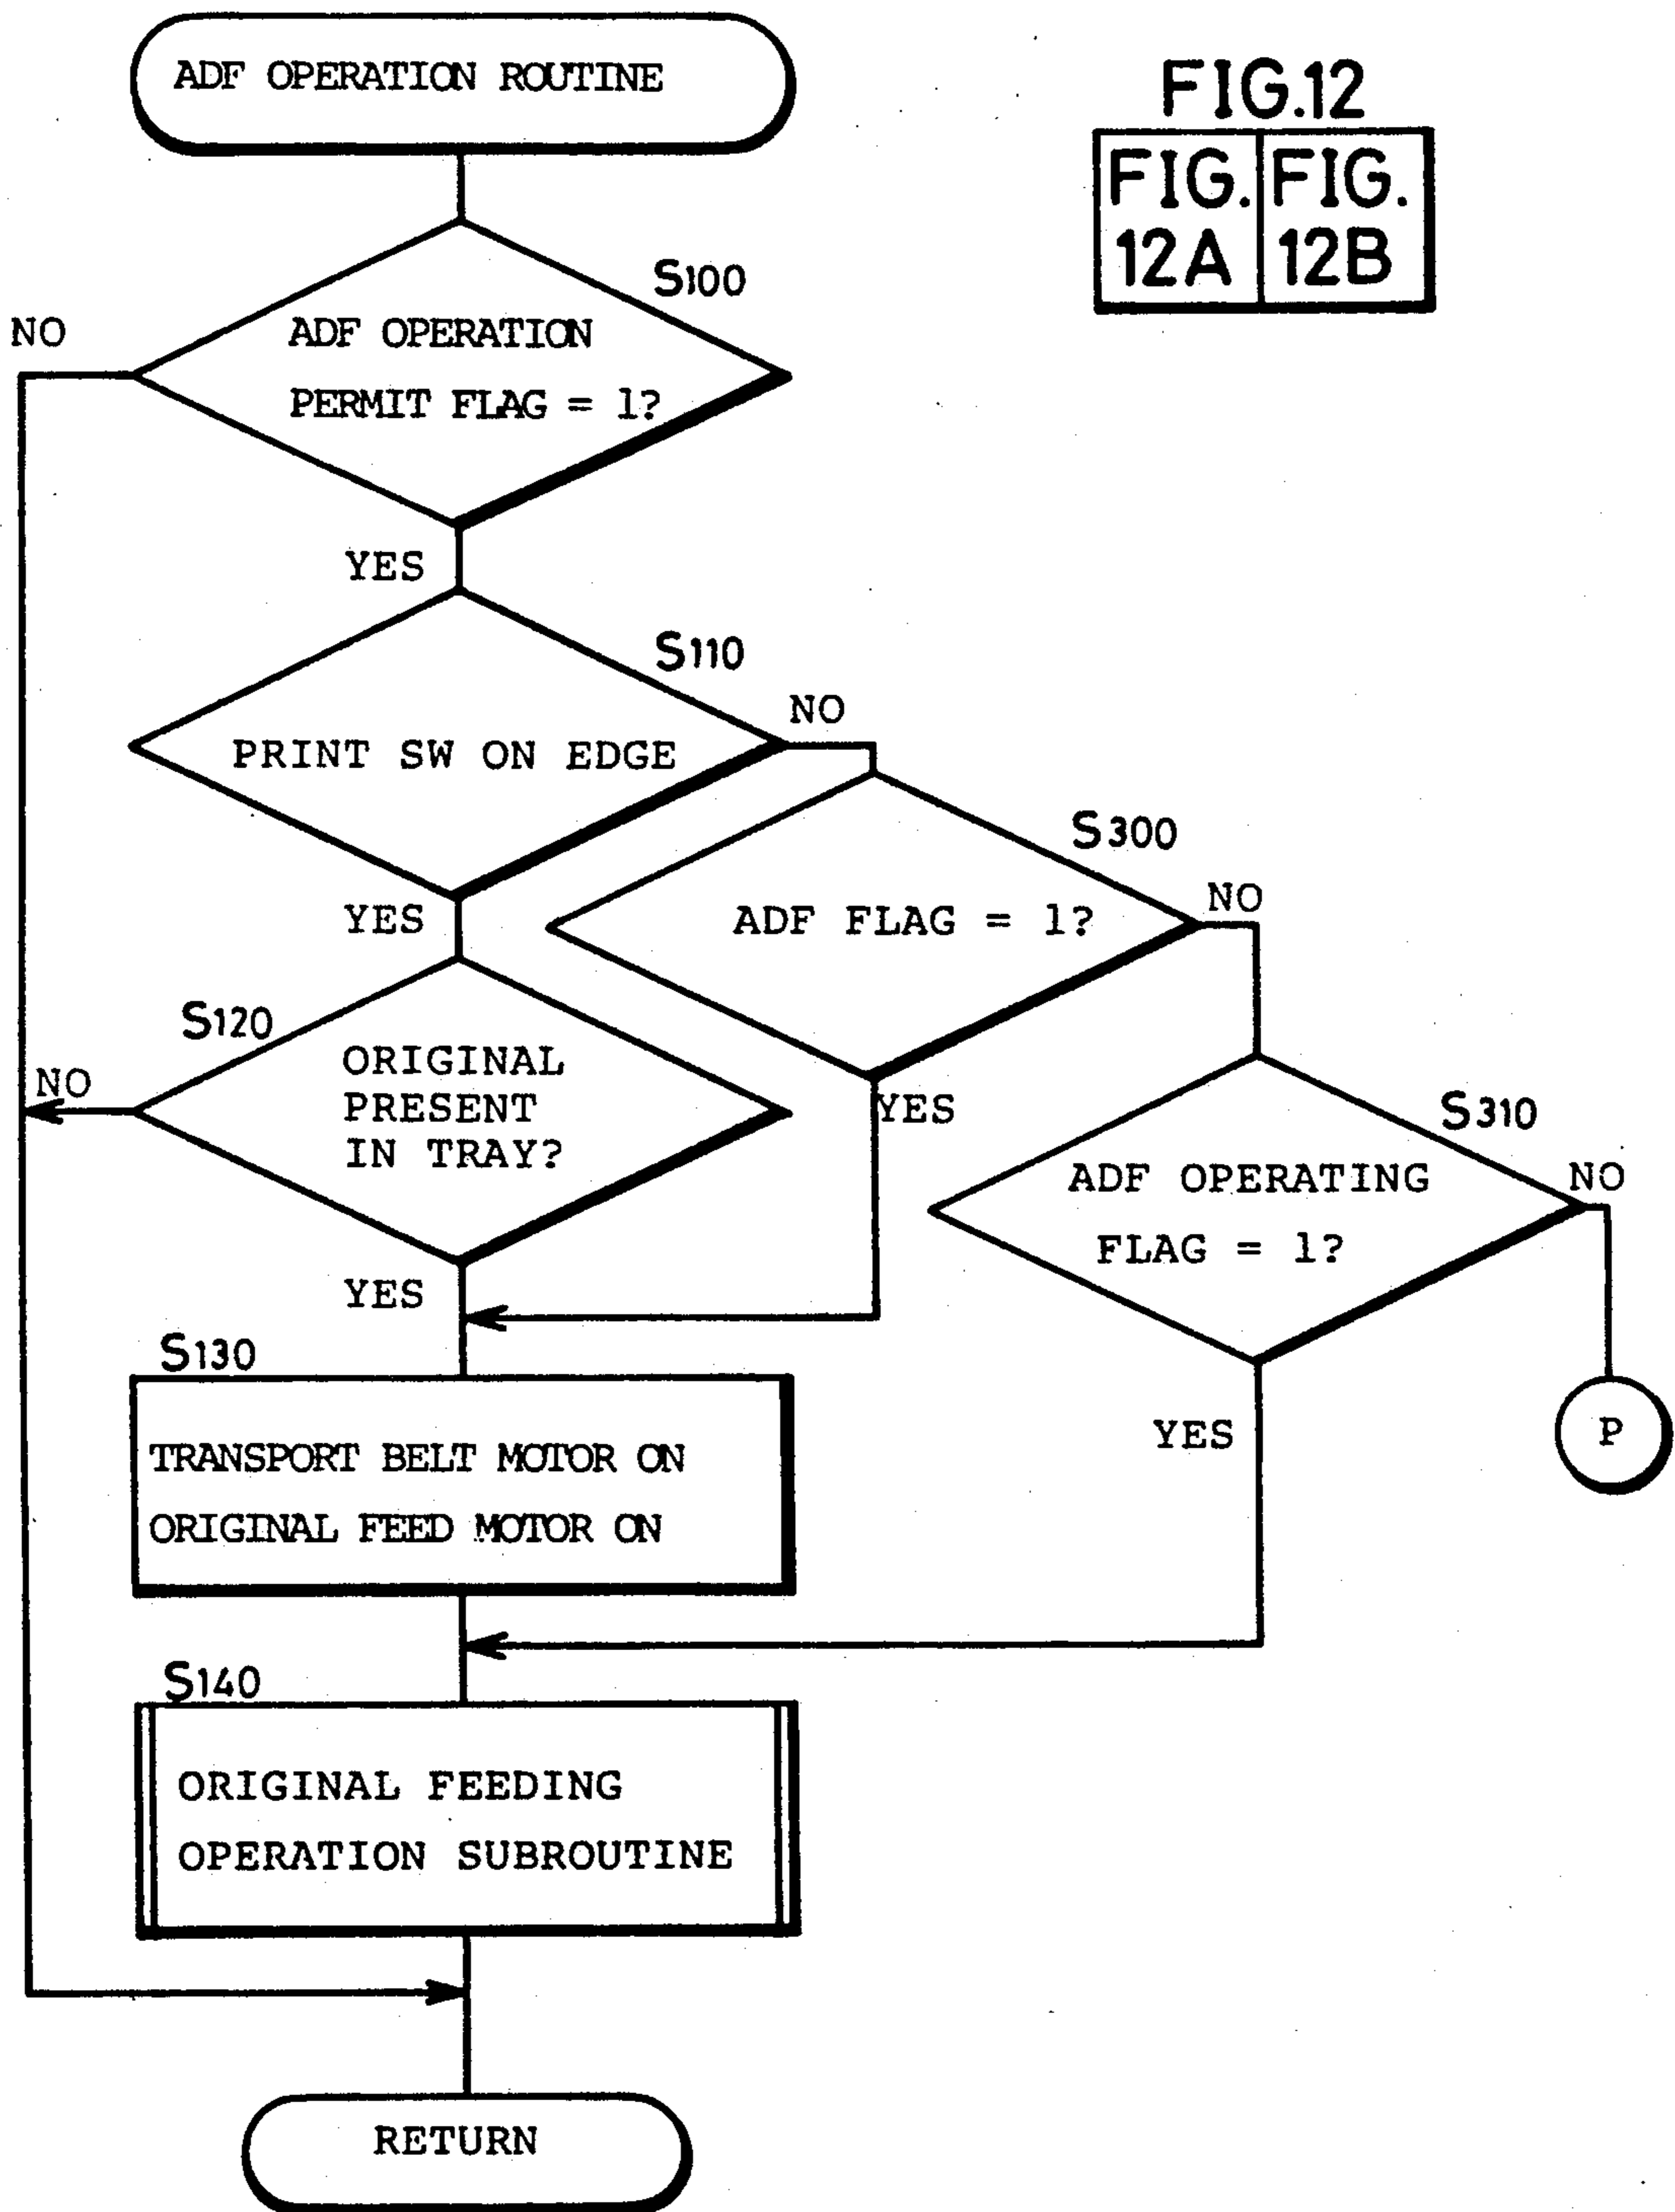 ADF OPERATION ROUTINE
FIG.12
FIG. 12A
FIG. 12B
S100
NO
ADF OPERATION
PERMIT FLAG = 1?
YES
S110
NO
PRINT SW ON EDGE
YES
S300
NO
ADF FLAG = 1?
YES
S120
NO
ORIGINAL
PRESENT
IN TRAY?
YES
S310
NO
ADF OPERATING
FLAG = 1?
YES
P
S130
TRANSPORT BELT MOTOR ON
ORIGINAL FEED MOTOR ON
S140
ORIGINAL FEEDING
OPERATION SUBROUTINE
RETURN